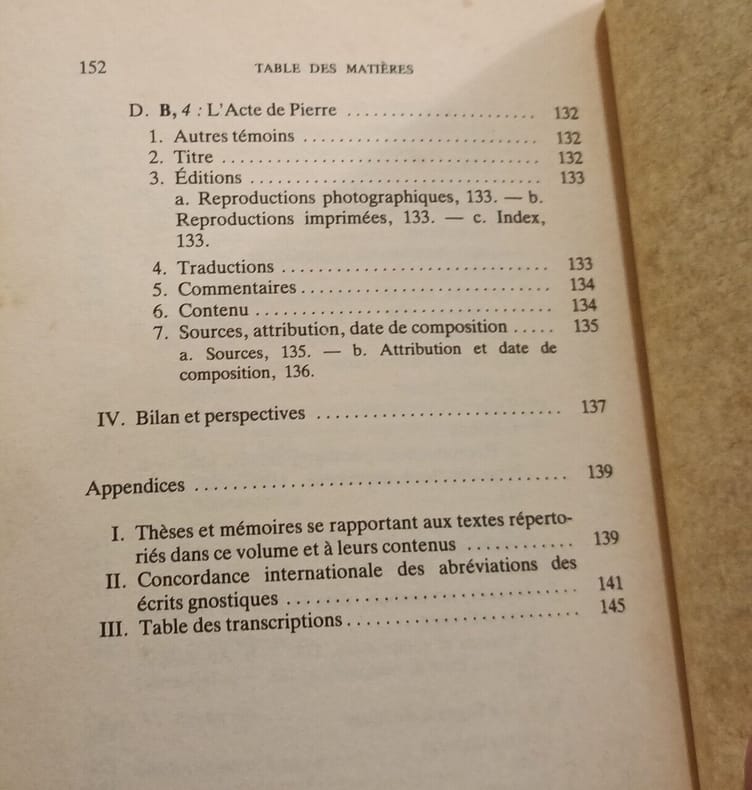 152 TABLE DES MATIÈRES
D. B, 4 : L'Acte de Pierre ........................ 132
1. Autres témoins ............................ 132
2. Titre ...................................... 132
3. Éditions ................................... 133
a. Reproductions photographiques, 133. — b.
Reproductions imprimées, 133. — c. Index,
133.
4. Traductions ................................ 133
5. Commentaires .............................. 134
6. Contenu ................................... 134
7. Sources, attribution, date de composition ..... 135
a. Sources, 135. — b. Attribution et date de
composition, 136.
IV. Bilan et perspectives ............................ 137
Appendices .......................................... 139
I. Thèses et mémoires se rapportant aux textes réperto-
riés dans ce volume et à leurs contenus ............ 139
II. Concordance internationale des abréviations des
écrits gnostiques ................................ 141
III. Table des transcriptions .......................... 145